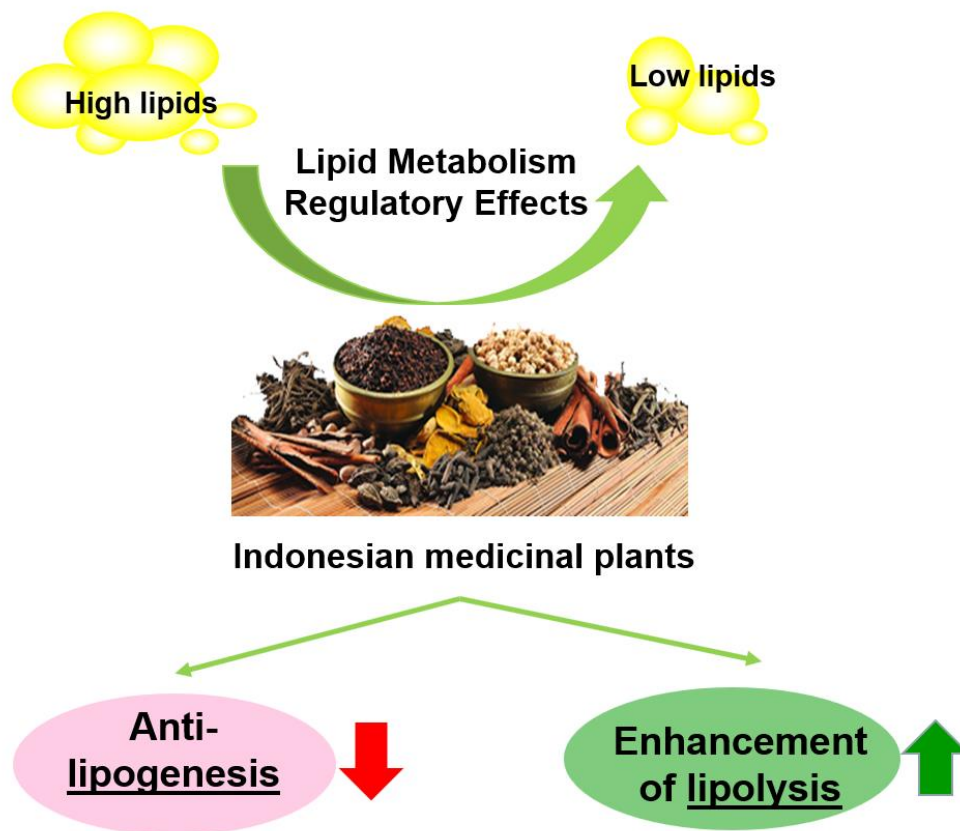 High lipids
Low lipids
Lipid Metabolism
Regulatory Effects
Indonesian medicinal plants
Anti-
lipogenesis
Enhancement
of lipolysis